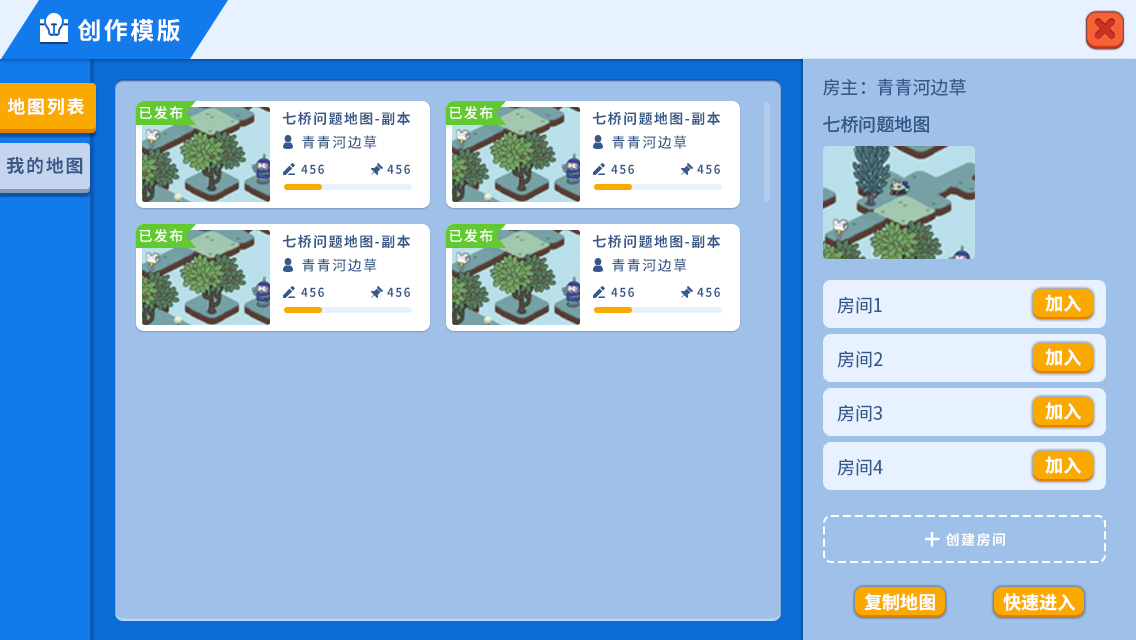 创作模版
地图列表
我的地图
已发布
七桥问题地图-副本
青青河边草
456 456
已发布
七桥问题地图-副本
青青河边草
456 456
已发布
七桥问题地图-副本
青青河边草
456 456
已发布
七桥问题地图-副本
青青河边草
456 456
房主：青青河边草
七桥问题地图
房间1 加入
房间2 加入
房间3 加入
房间4 加入
创建房间
复制地图 快速进入